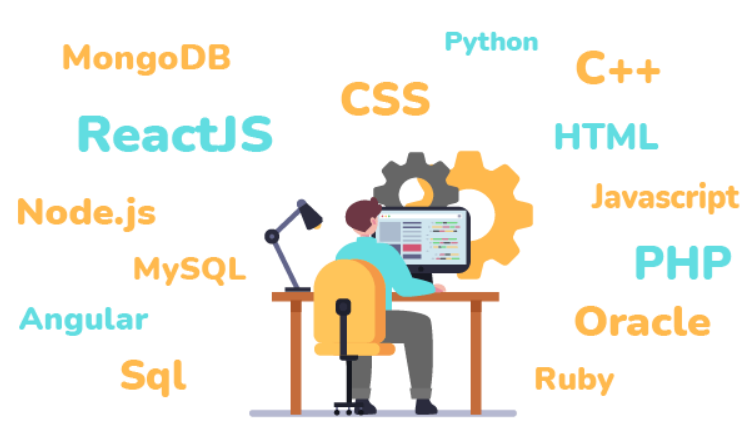 Python
MongoDB
C++
CSS
ReactJS
HTML
Javascript
Node.js
PHP
MySQL
Angular
Oracle
Sql
Ruby